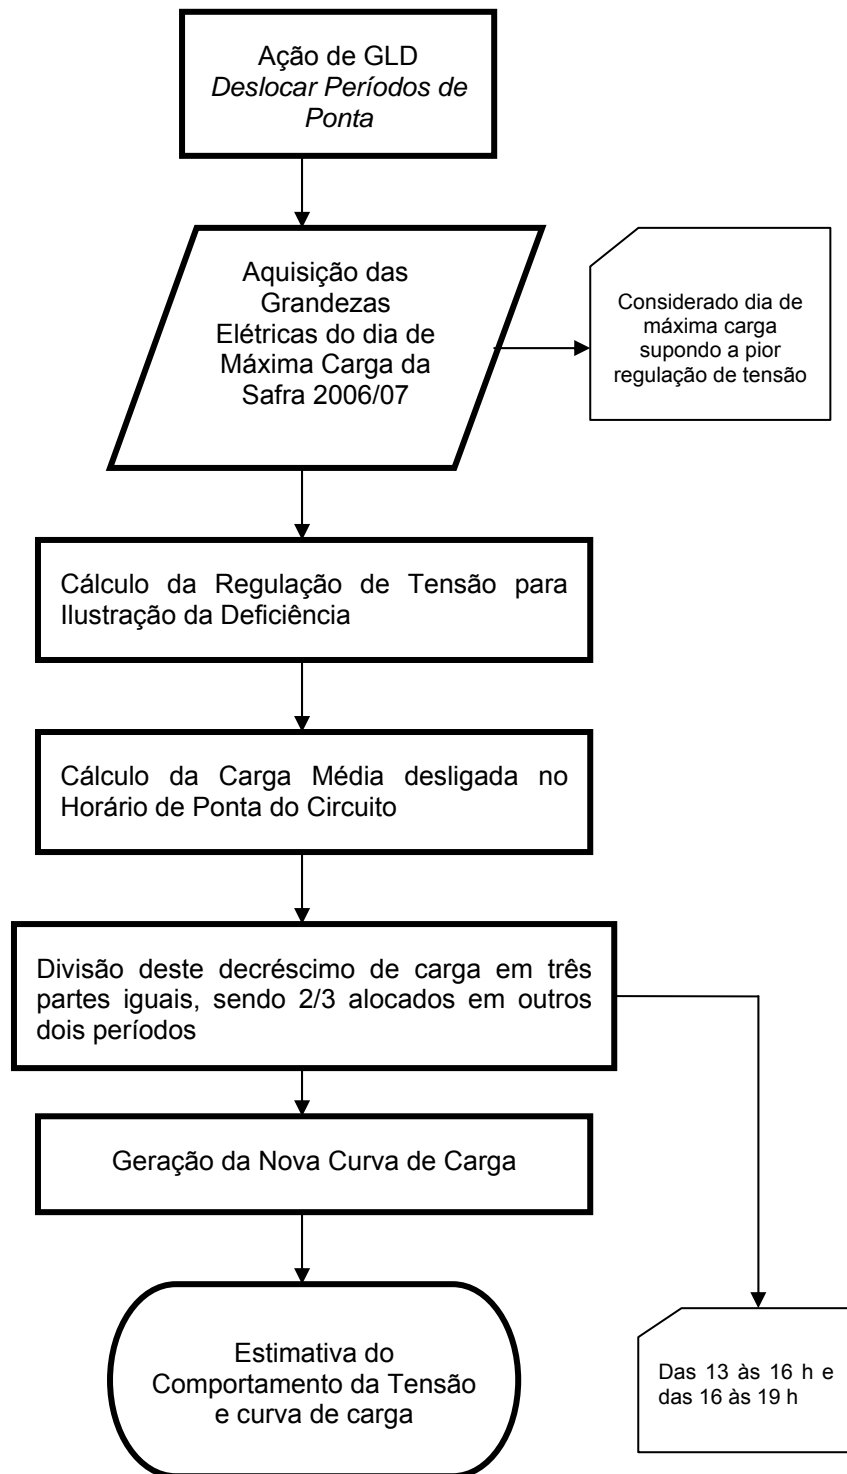 Ação de GLD
Deslocar Períodos de
Ponta
Aquisição das
Grandezas
Elétricas do dia de
Máxima Carga da
Safra 2006/07
Considerado dia de
máxima carga
supondo a pior
regulação de tensão
Cálculo da Regulação de Tensão para
Ilustração da Deficiência
Cálculo da Carga Média desligada no
Horário de Ponta do Circuito
Divisão deste decréscimo de carga em três
partes iguais, sendo 2/3 alocados em outros
dois períodos
Geração da Nova Curva de Carga
Estimativa do
Comportamento da Tensão
e curva de carga
Das 13 às 16 h e
das 16 às 19 h